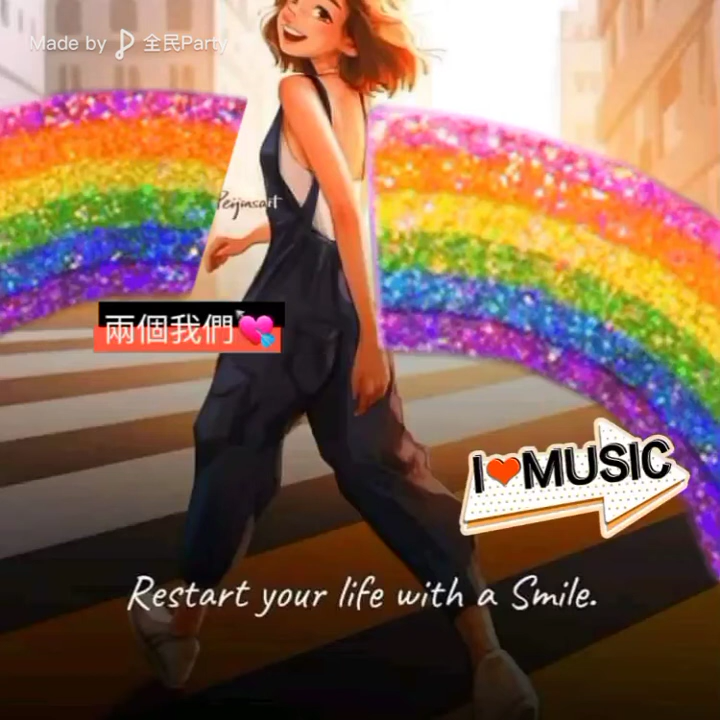 Made by 全民Party
Peijinsart
兩個我們💘
I❤MUSIC
Restart your life with a Smile.